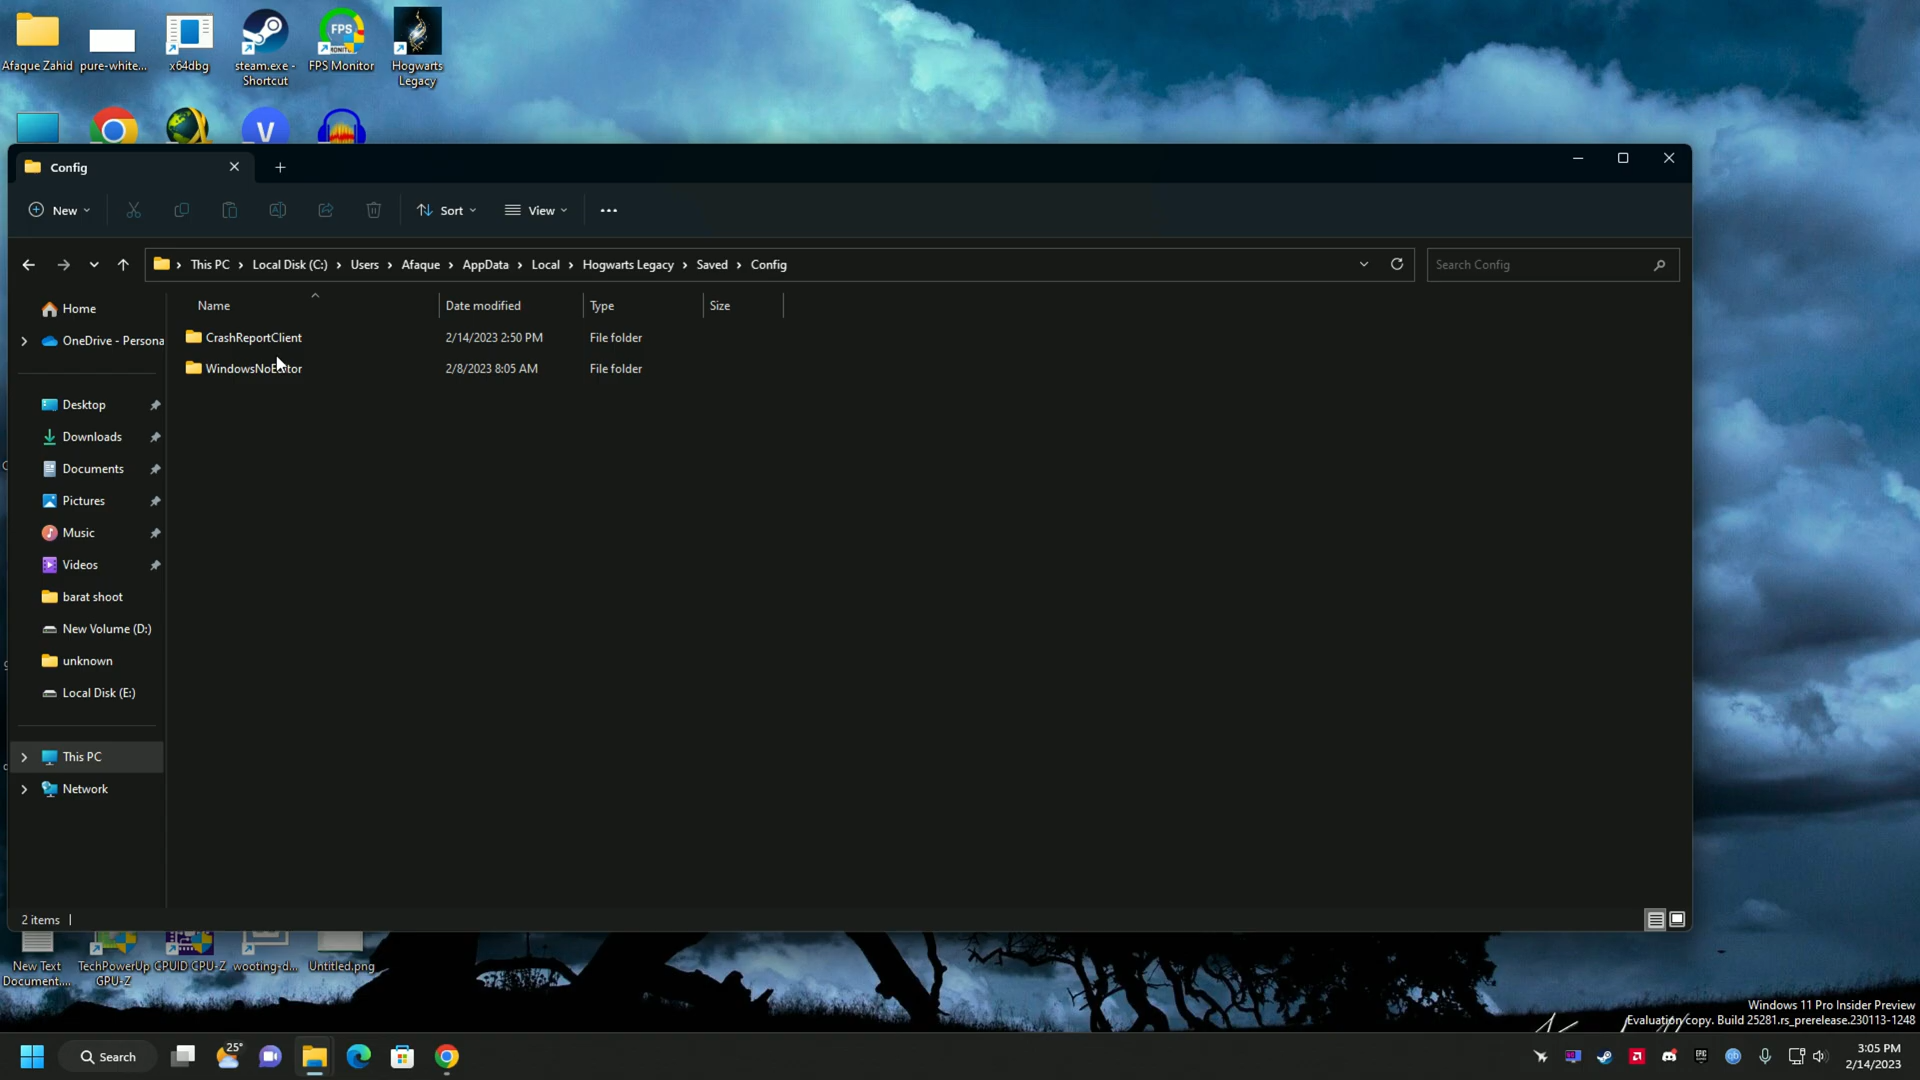 Afaque Zahid
pure-white...
x64dbg
steam.exe -
Shortcut
FPS Monitor
Hogwarts
Legacy
Config
New
Sort
View
This PC
Local Disk (C:)
Users
Afaque
AppData
Local
Hogwarts Legacy
Saved
Config
Search Config
Name
Date modified
Type
Size
CrashReportClient
2/14/2023 2:50 PM
File folder
2/8/2023 8:05 AM
File folder
Home
OneDrive - Persona
Desktop
Downloads
Documents
Pictures
Music
Videos
barat shoot
New Volume (D:)
unknown
Local Disk (E:)
This PC
Network
2 items
New Text
Document....
TechPowerUp
GPU-Z
CPUID CPU-Z
wooting-d...
Untitled.png
Windows 11 Pro Insider Preview
Evaluation copy. Build 25281.rs_prerelease.230113-1248
Search
25°
3:05 PM
2/14/2023